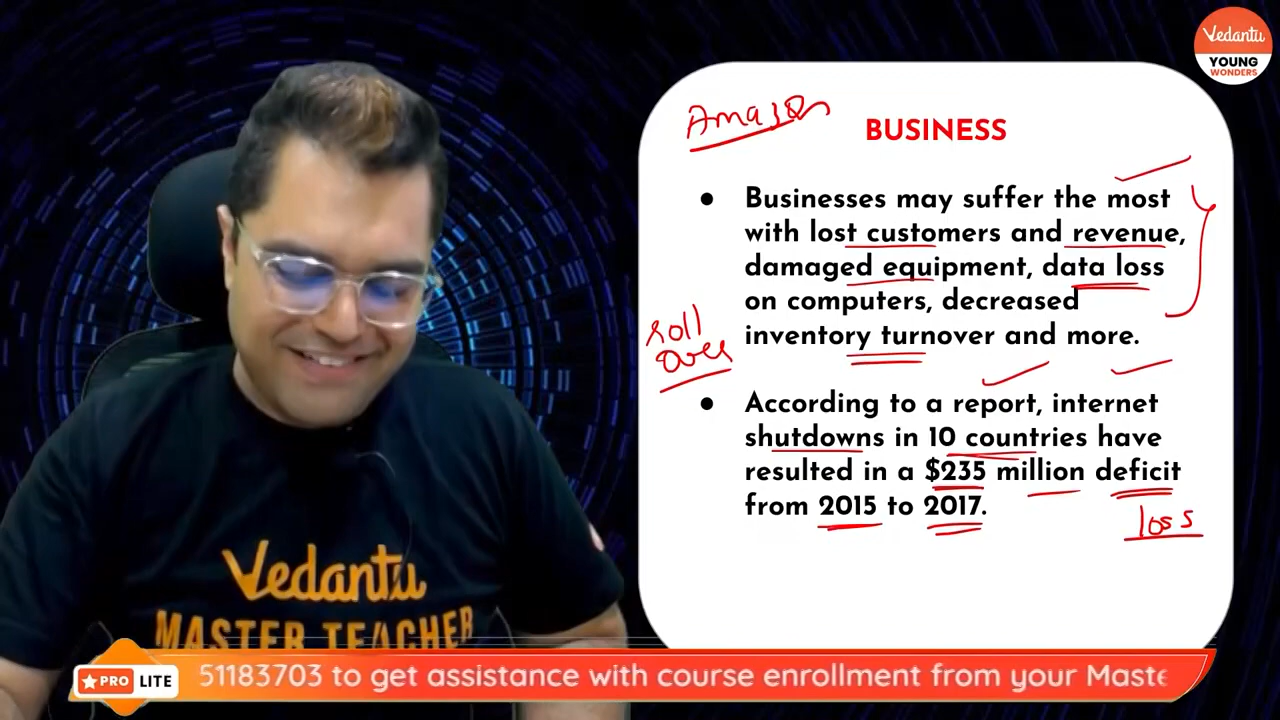 Vedantu
YOUNG
WONDERS
Amazon
BUSINESS
● Businesses may suffer the most
with lost customers and revenue,
damaged equipment, data loss
on computers, decreased
inventory turnover and more.
roll
over
● According to a report, internet
shutdowns in 10 countries have
resulted in a $235 million deficit
from 2015 to 2017.
loss
Vedantu
MASTER TEACHER
PRO LITE
51183703 to get assistance with course enrollment from your Maste